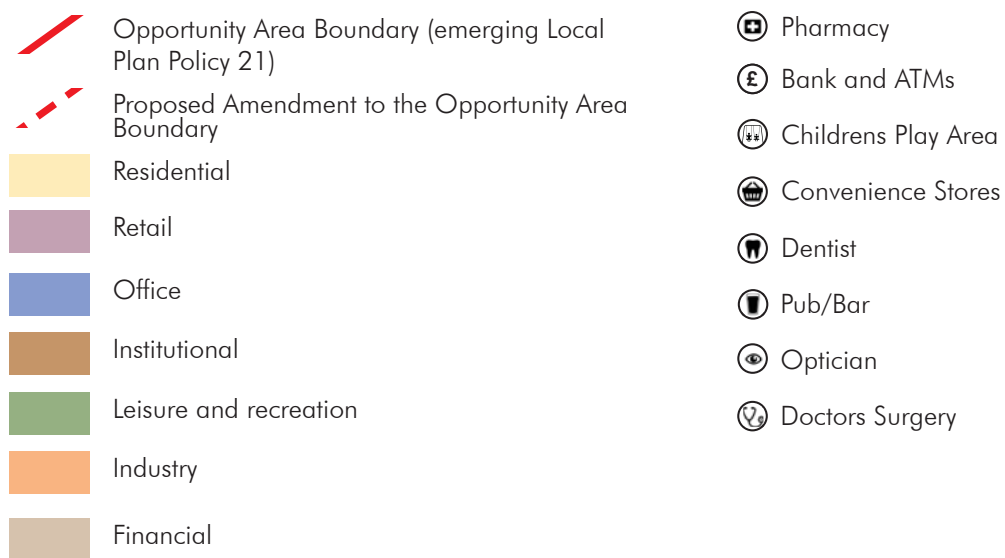 Opportunity Area Boundary (emerging Local
Plan Policy 21)
Proposed Amendment to the Opportunity Area
Boundary
Residential
Retail
Office
Institutional
Leisure and recreation
Industry
Financial
Pharmacy
£
Bank and ATMs
Childrens Play Area
Convenience Stores
Dentist
Pub/Bar
Optician
Doctors Surgery